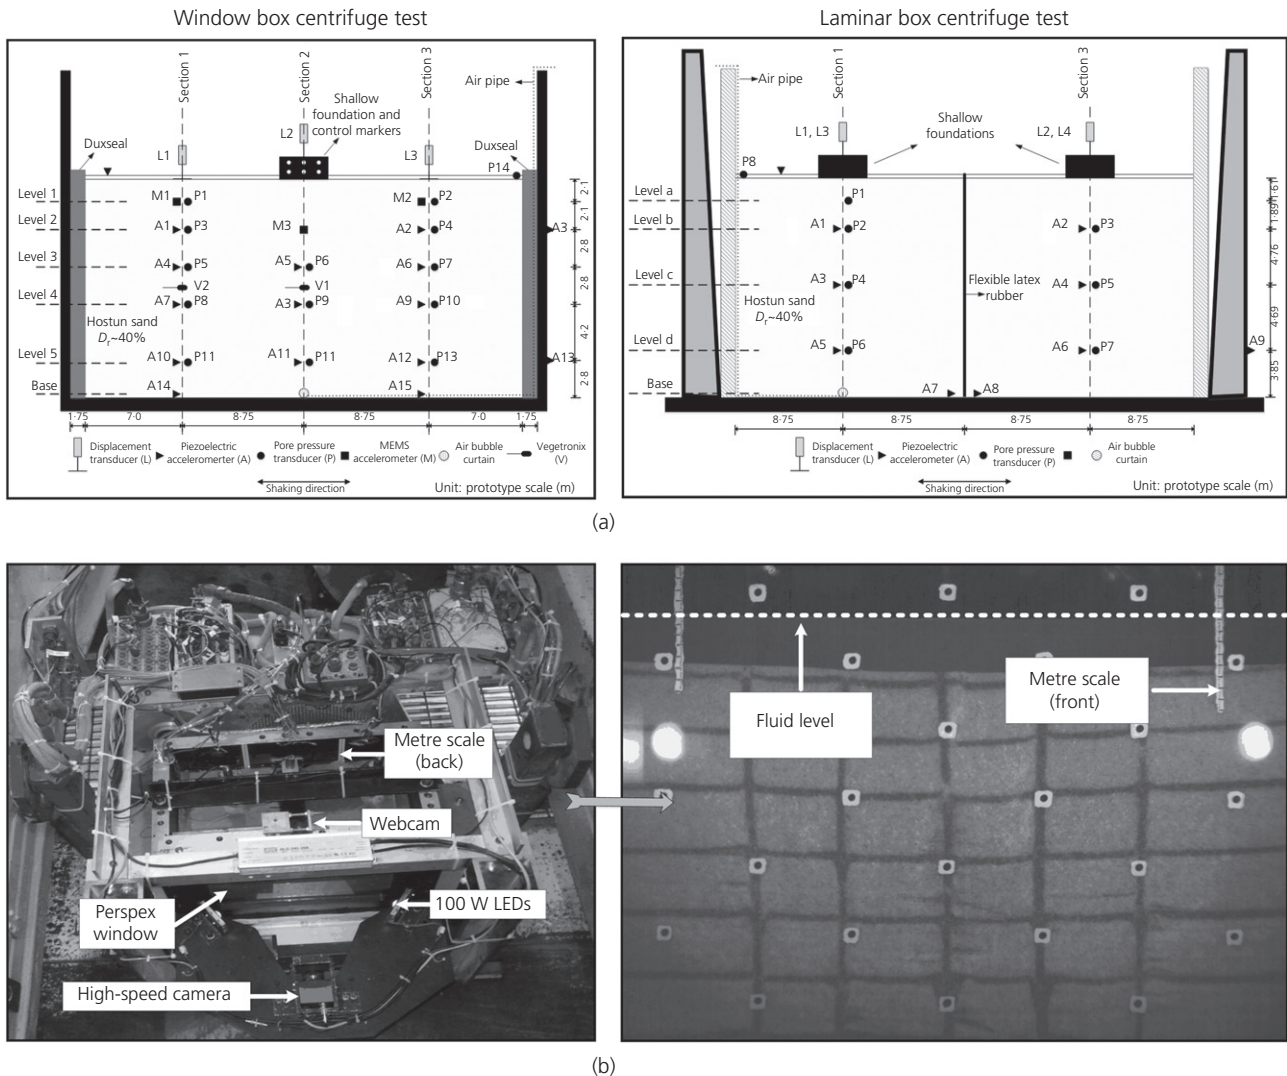 Window box centrifuge test
Section 1
Section 2
Section 3
Air pipe
Shallow
foundation and
control markers
L2
Duxseal
L1
L3
Duxseal
P14
Level 1
M1 P1
M2 P2
2·1
Level 2
A1 P3
M3
A2 P4
A3
2·1
Level 3
A4 P5
A5 P6
A6 P7
2·8
V2
V1
Level 4
A7 P8
A3 P9
A9 P10
2·8
Hostun sand
Dr~40%
4·2
Level 5
A10 P11
A11 P11
A12 P13
A13
Base
A14
A15
2·8
1·75 7·0 8·75 8·75 7·0 1·75
Displacement
transducer (L)
Piezoelectric
accelerometer (A)
Pore pressure
transducer (P)
MEMS
accelerometer (M)
Air bubble
curtain
Vegetronix
(V)
Shaking direction
Unit: prototype scale (m)
Laminar box centrifuge test
Section 1
Section 3
Air pipe
L1, L3
Shallow
foundations
L2, L4
P8
Level a
P1
1·61
Level b
A1 P2
A2 P3
1·89
4·76
Level c
A3 P4
Flexible latex
rubber
A4 P5
Hostun sand
Dr~40%
4·69
Level d
A5 P6
A6 P7
A9
Base
A7 A8
3·85
8·75 8·75 8·75 8·75
Displacement
transducer (L)
Piezoelectric
accelerometer (A)
Pore pressure
transducer (P)
Air bubble
curtain
Shaking direction
Unit: prototype scale (m)
(a)
Metre scale
(back)
Webcam
100 W LEDs
Perspex
window
High-speed camera
Fluid level
Metre scale
(front)
(b)